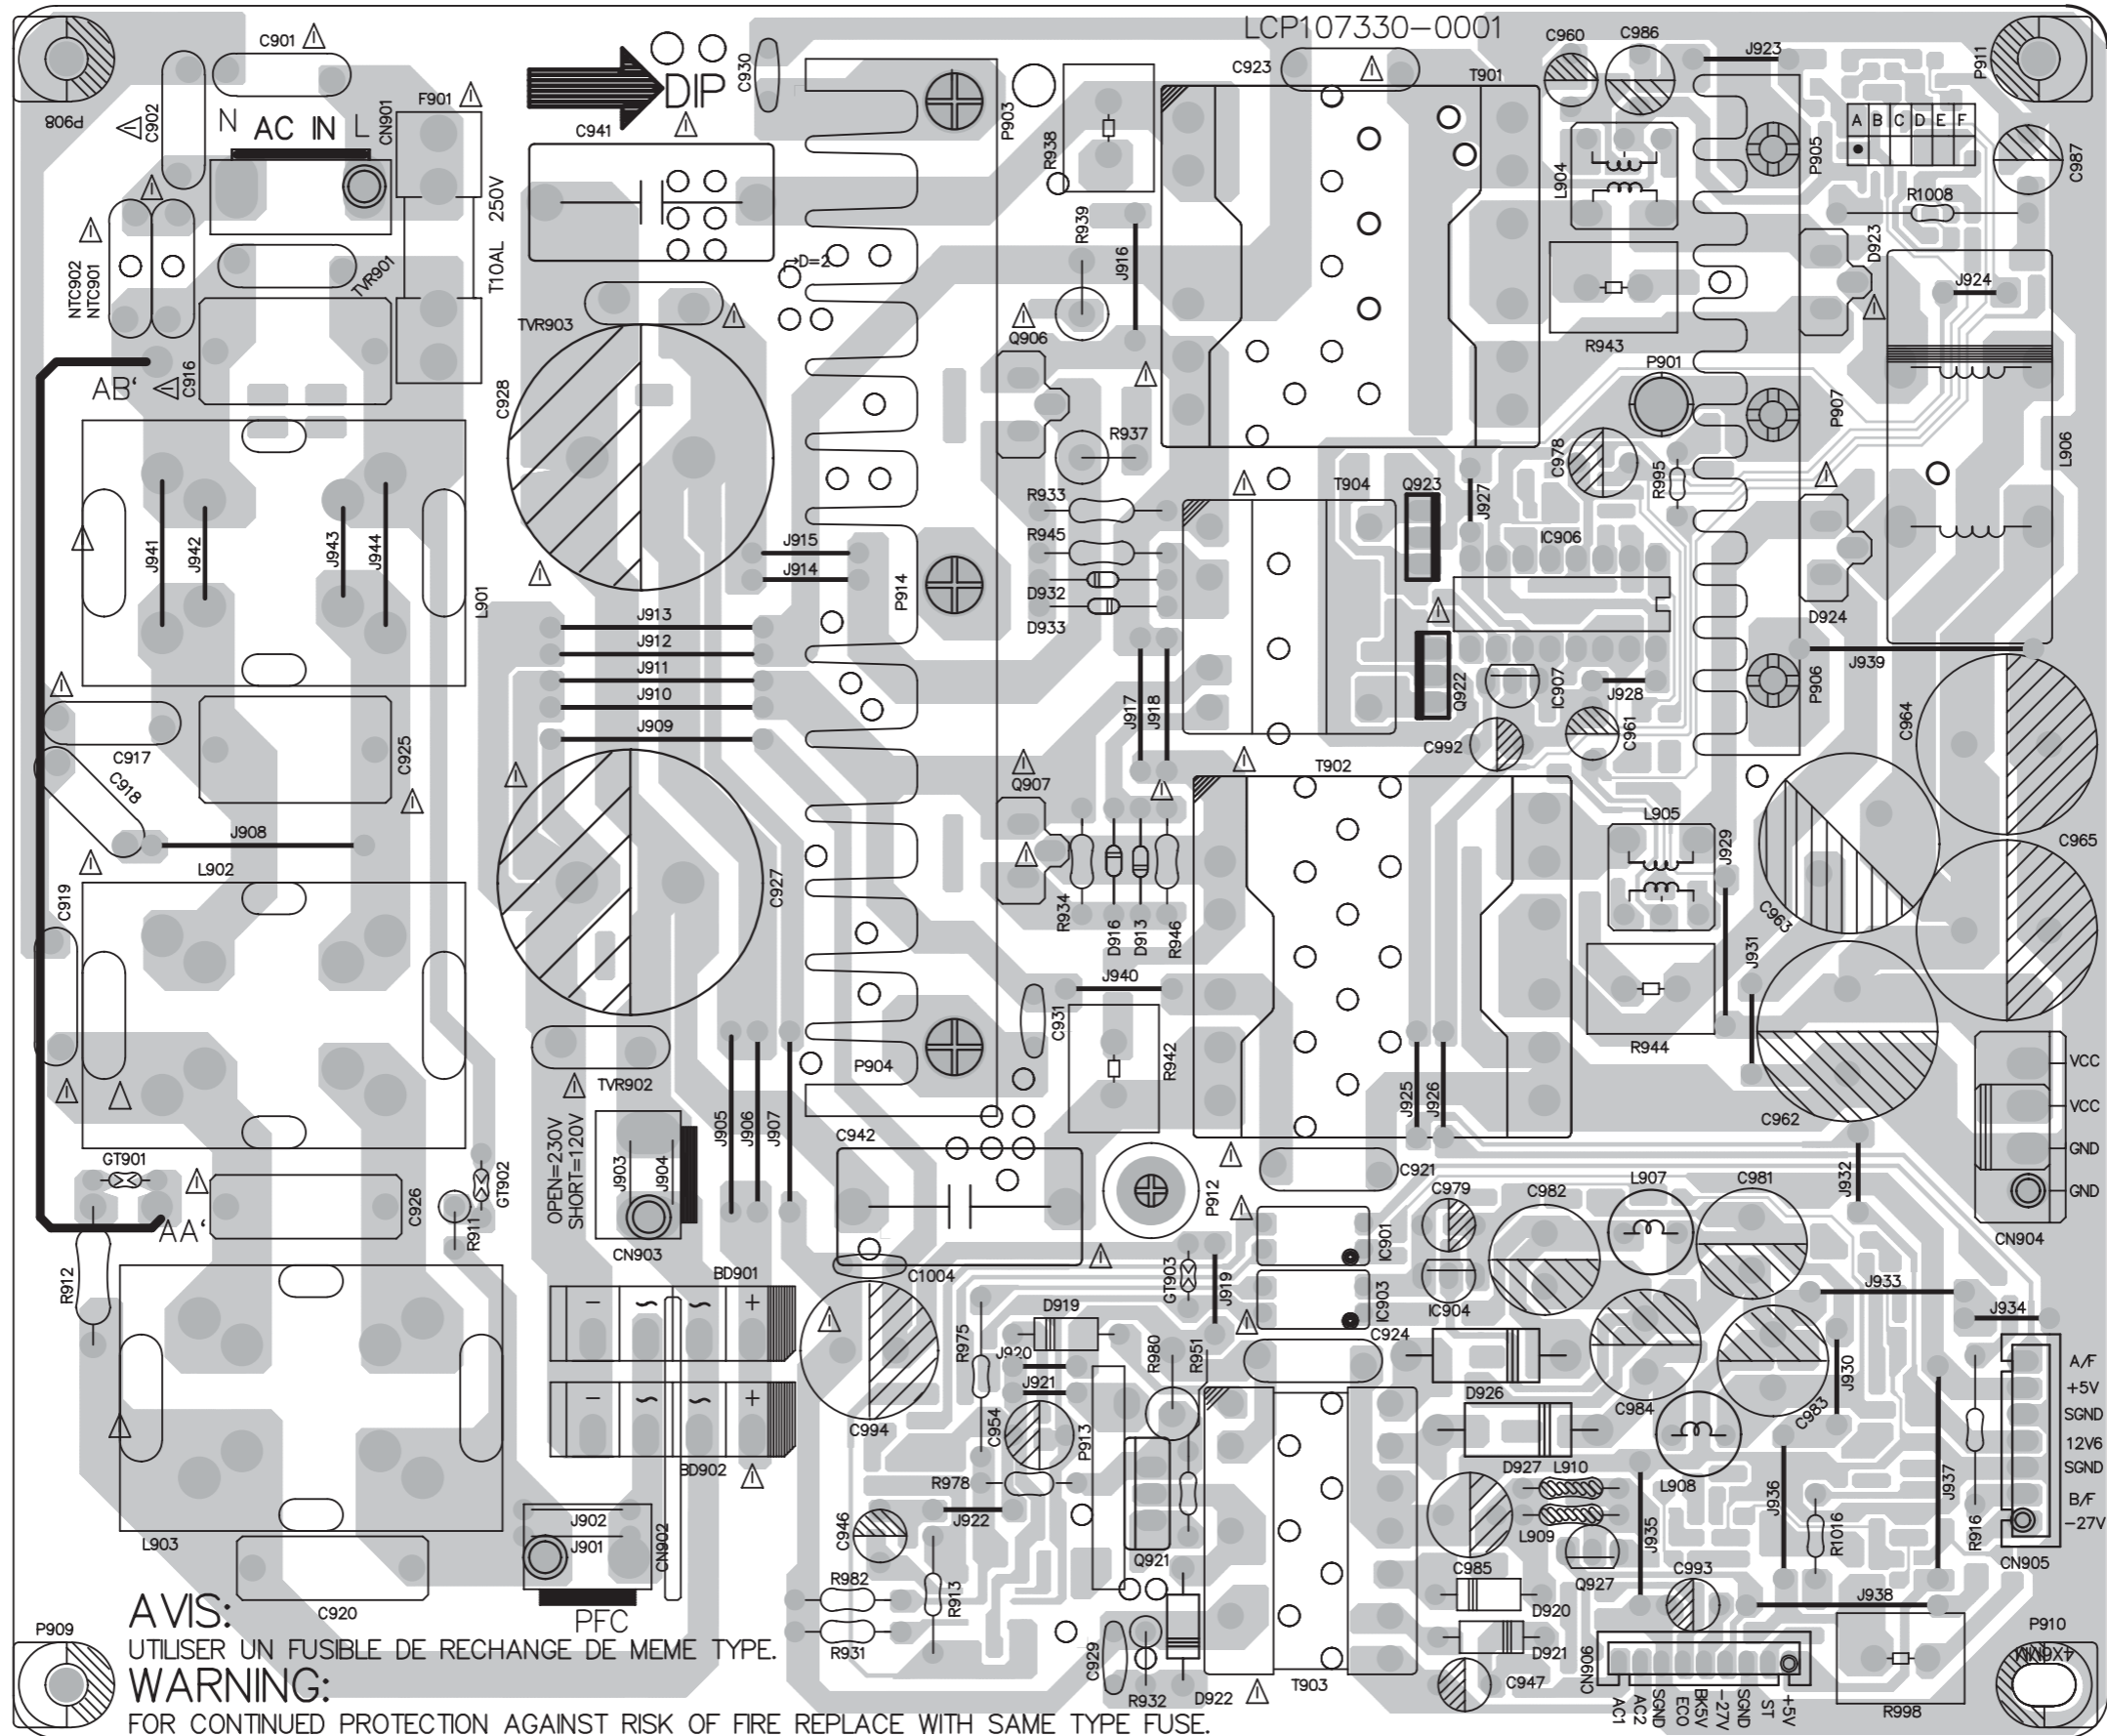 LCP107330-0001
C901
C930
C923
C960
C986
J923
P911
P908
C902
N AC IN L
CN901
F901
DIP
C941
P903
R938
T901
L904
P905
A B C D E F
C987
R1008
NTC902
NTC901
TVR901
T10AL 250V
D=2
R939
J916
D923
J924
TVR903
Q906
R943
P901
AB'
C916
C928
R937
C978
R995
P907
L906
J941
J942
J943
J944
L901
J915
J914
P914
R933
R945
D932
D933
T904
Q923
J927
IC906
D924
J913
J912
J911
J910
J909
J917
J918
Q922
IC907
J928
C961
P906
J939
C964
C917
C918
C925
C992
T902
Q907
J908
L902
C927
L905
J929
C965
C919
R934
D916
D913
R946
C963
J931
J940
C931
R942
R944
P904
TVR902
J905
J906
J907
J925
J926
C962
VCC
VCC
GND
GND
CN904
OPEN=230V
SHORT=120V
J903
J904
CN903
C942
C921
GT901
GT902
R911
C926
AA'
R912
P912
C979
C982
L907
C981
J932
IC901
IC903
IC904
GT903
J919
C1004
BD901
- ~ ~ +
J933
J934
R975
D919
J920
J921
R980
R951
C924
D926
C984
C983
J930
A/F
+5V
SGND
12V6
SGND
B/F
-27V
CN905
- ~ ~ +
BD902
C994
C954
P913
R978
J922
D927
L910
L909
L908
J936
J937
R916
L903
J902
J901
CN902
C946
Q921
C985
Q927
J935
C993
R1016
J938
C920
PFC
R982
R931
R913
C929
R932
D922
T903
D920
D921
C947
CN906
AC1
AC2
SGND
ECO
BK5V
-27V
SGND
ST
+5V
R998
P910
4X6MM
P909
AVIS:
UTILISER UN FUSIBLE DE RECHANGE DE MEME TYPE.
WARNING:
FOR CONTINUED PROTECTION AGAINST RISK OF FIRE REPLACE WITH SAME TYPE FUSE.